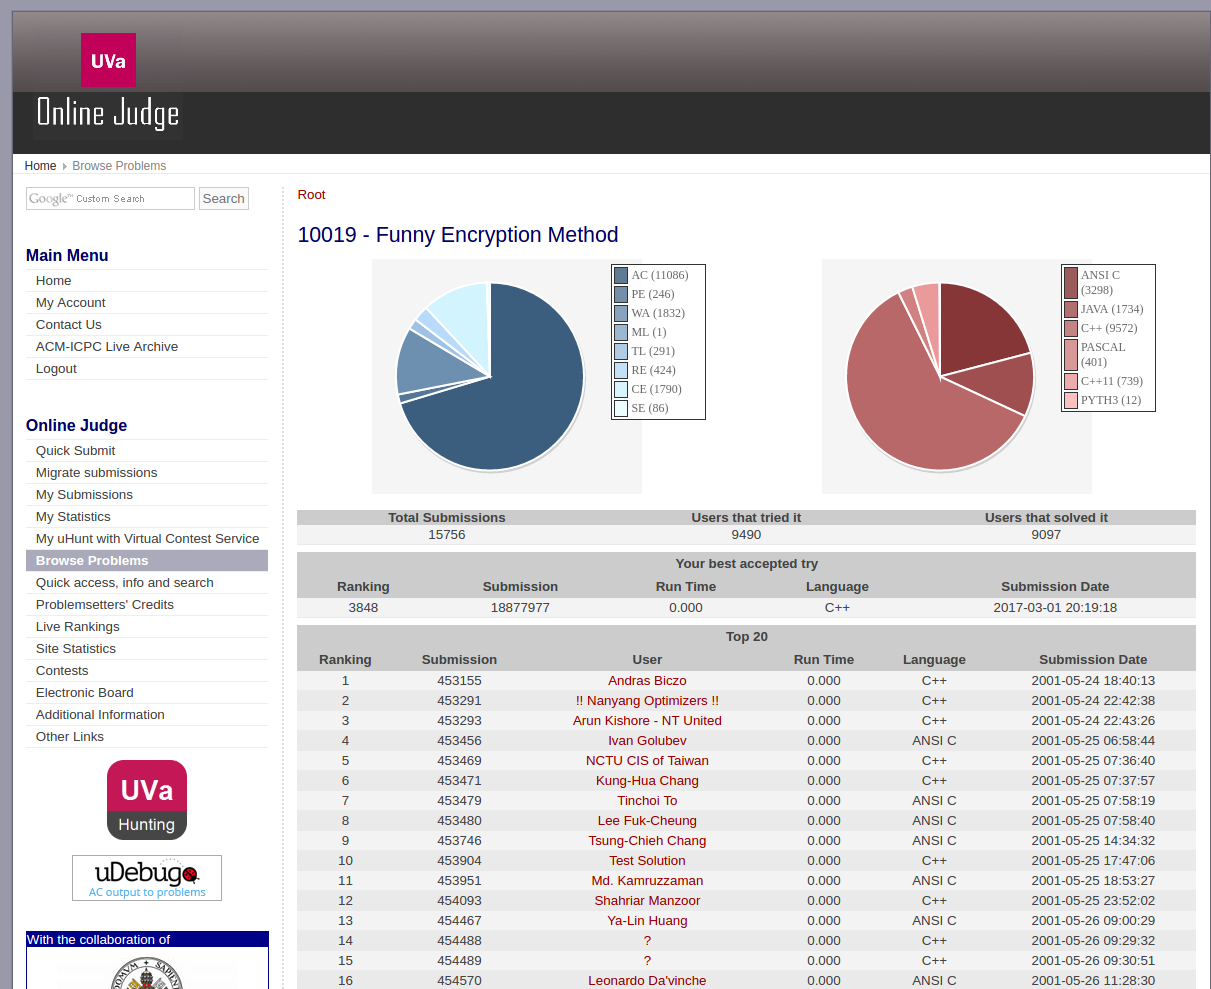 UVa
Online Judge
Home Browse Problems
Google™ Custom Search Search
Main Menu
Home
My Account
Contact Us
ACM-ICPC Live Archive
Logout
Online Judge
Quick Submit
Migrate submissions
My Submissions
My Statistics
My uHunt with Virtual Contest Service
Browse Problems
Quick access, info and search
Problemsetters' Credits
Live Rankings
Site Statistics
Contests
Electronic Board
Additional Information
Other Links
UVa
Hunting
uDebug
AC output to problems
With the collaboration of
DOMVM SAPIEN
Root
10019 - Funny Encryption Method
AC (11086)
PE (246)
WA (1832)
ML (1)
TL (291)
RE (424)
CE (1790)
SE (86)
ANSI C
(3298)
JAVA (1734)
C++ (9572)
PASCAL
(401)
C++11 (739)
PYTH3 (12)
Total Submissions Users that tried it Users that solved it
15756 9490 9097
Your best accepted try
Ranking Submission Run Time Language Submission Date
3848 18877977 0.000 C++ 2017-03-01 20:19:18
Top 20
Ranking Submission User Run Time Language Submission Date
1 453155 Andras Biczo 0.000 C++ 2001-05-24 18:40:13
2 453291 !! Nanyang Optimizers !! 0.000 C++ 2001-05-24 22:42:38
3 453293 Arun Kishore - NT United 0.000 C++ 2001-05-24 22:43:26
4 453456 Ivan Golubev 0.000 ANSI C 2001-05-25 06:58:44
5 453469 NCTU CIS of Taiwan 0.000 C++ 2001-05-25 07:36:40
6 453471 Kung-Hua Chang 0.000 C++ 2001-05-25 07:37:57
7 453479 Tinchoi To 0.000 ANSI C 2001-05-25 07:58:19
8 453480 Lee Fuk-Cheung 0.000 ANSI C 2001-05-25 07:58:40
9 453746 Tsung-Chieh Chang 0.000 ANSI C 2001-05-25 14:34:32
10 453904 Test Solution 0.000 C++ 2001-05-25 17:47:06
11 453951 Md. Kamruzzaman 0.000 ANSI C 2001-05-25 18:53:27
12 454093 Shahriar Manzoor 0.000 C++ 2001-05-25 23:52:02
13 454467 Ya-Lin Huang 0.000 ANSI C 2001-05-26 09:00:29
14 454488 ? 0.000 C++ 2001-05-26 09:29:32
15 454489 ? 0.000 C++ 2001-05-26 09:30:51
16 454570 Leonardo Da'vinche 0.000 ANSI C 2001-05-26 11:28:30